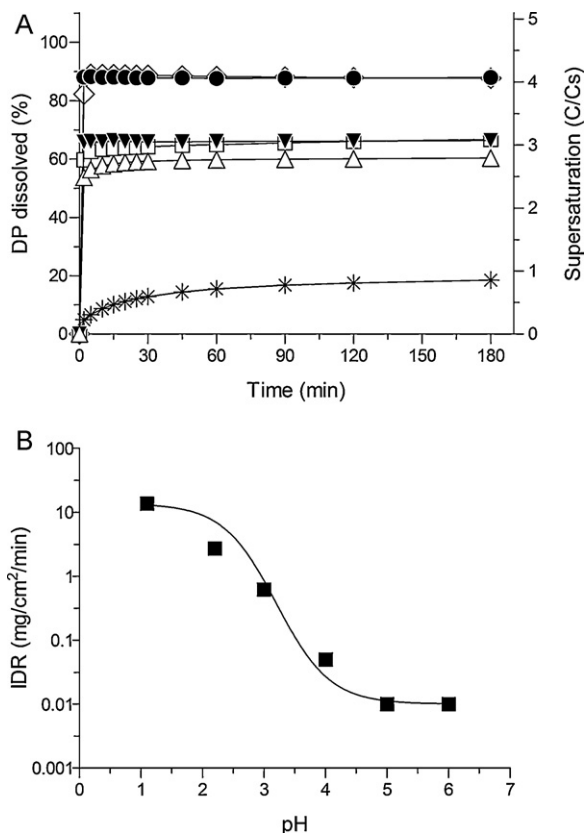 A
100
80
60
40
20
0
DP dissolved (%)
5
4
3
2
1
0
Supersaturation (C/Cs)
0 30 60 90 120 150 180
Time (min)
B
100
10
1
0.1
0.01
0.001
IDR (mg/cm²/min)
0 1 2 3 4 5 6 7
pH